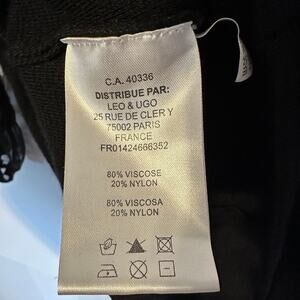 C.A. 40336
DISTRIBUE PAR:
LEO & UGO
25 RUE DE CLERY
75002 PARIS
FRANCE
FR01424666352
80% VISCOSE
20% NYLON
80% VISCOSA
20% NYLON